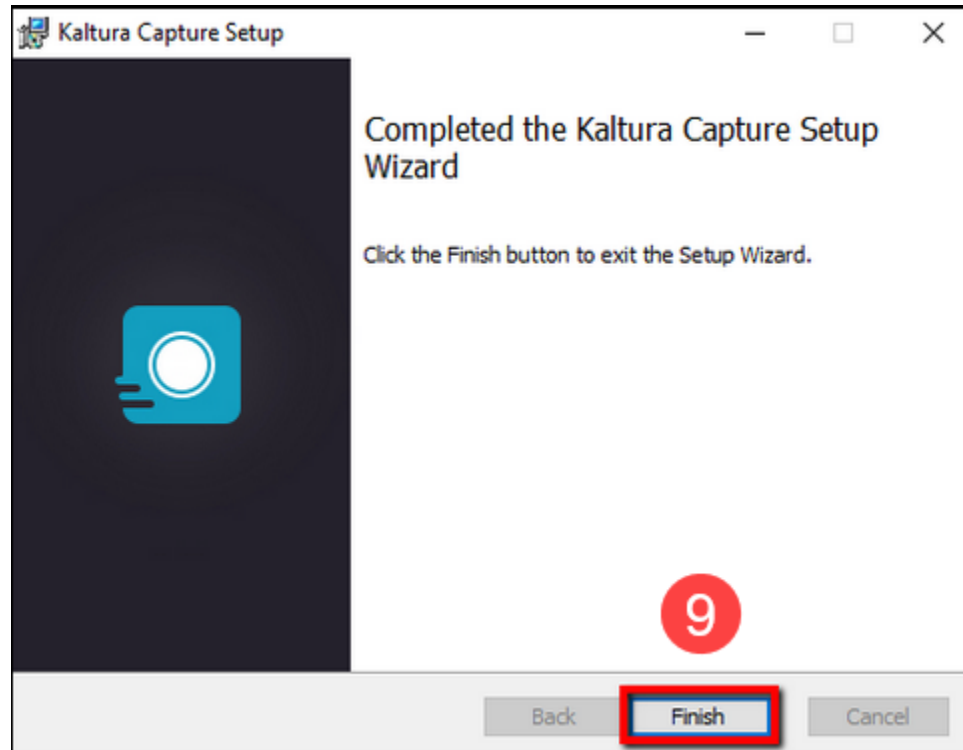 Kaltura Capture Setup
Completed the Kaltura Capture Setup
Wizard
Click the Finish button to exit the Setup Wizard.
9
Back
Finish
Cancel